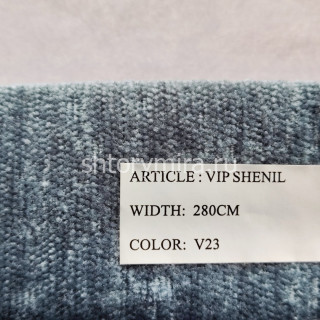 shtorymira.ru
ARTICLE : VIP SHENIL
WIDTH: 280CM
COLOR: V23